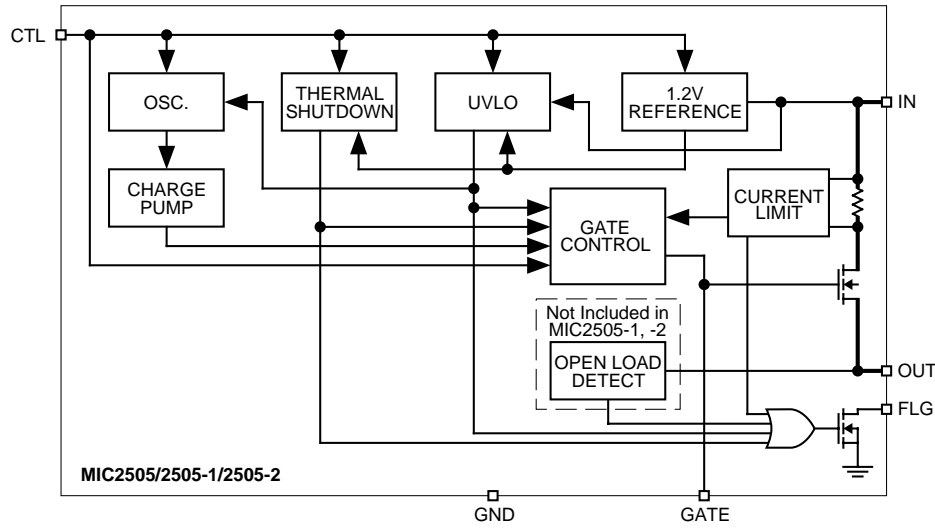 CTL
OSC.
THERMAL
SHUTDOWN
UVLO
1.2V
REFERENCE
IN
CHARGE
PUMP
GATE
CONTROL
CURRENT
LIMIT
Not Included in
MIC2505-1, -2
OPEN LOAD
DETECT
OUT
FLG
MIC2505/2505-1/2505-2
GND
GATE